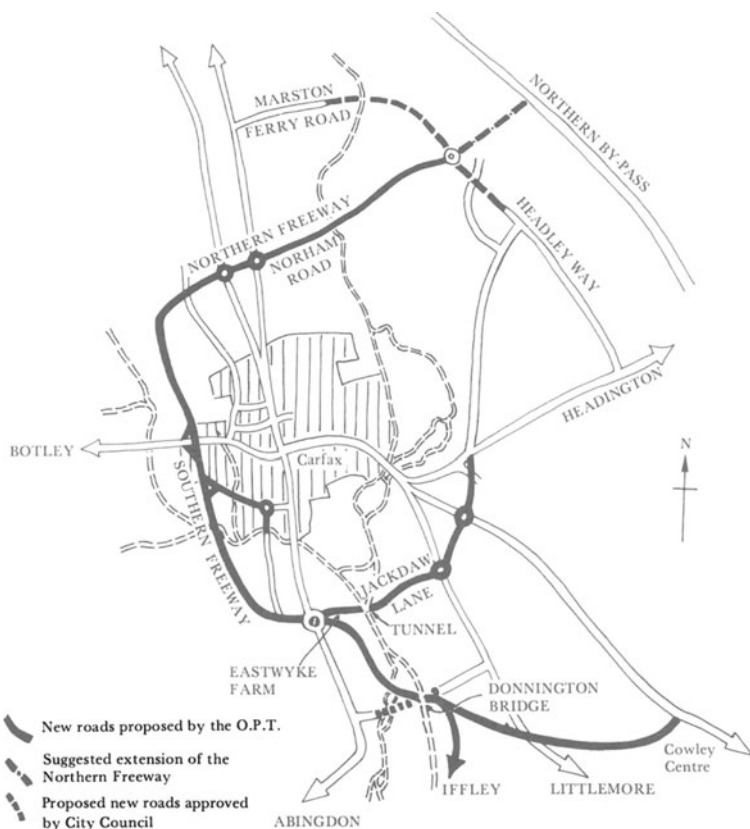 MARSTON
FERRY ROAD
NORTHERN BY-PASS
NORTHERN FREEWAY
NORHAM
ROAD
HEADLEY WAY
HEADINGTON
BOTLEY
Carfax
N
SOUTHERN FREEWAY
JACKDAW
LANE
TUNNEL
EASTWYKE
FARM
DONNINGTON
BRIDGE
New roads proposed by the O.P.T.
Suggested extension of the
Northern Freeway
Proposed new roads approved
by City Council
Cowley
Centre
IFFLEY
LITTLEMORE
ABINGDON